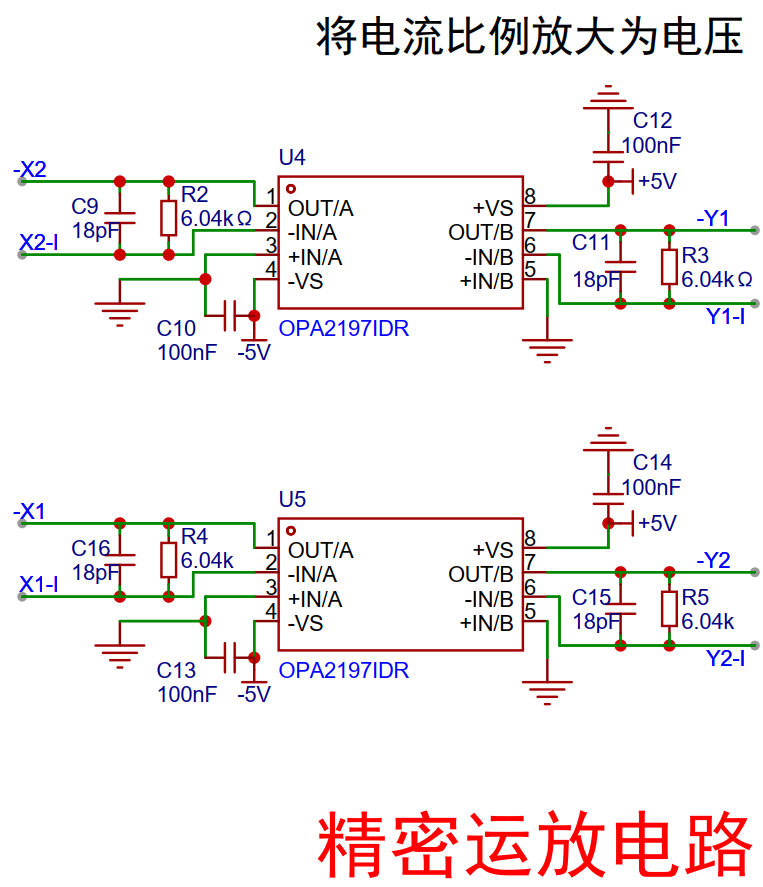 将电流比例放大为电压
C12
100nF
+5V
-X2
U4
C9
18pF
R2
6.04kΩ
X2-I
1
2
3
4
OUT/A
-IN/A
+IN/A
-VS
+VS
OUT/B
-IN/B
+IN/B
8
7
6
5
-Y1
C11
18pF
R3
6.04kΩ
Y1-I
C10
100nF
-5V
OPA2197IDR
C14
100nF
+5V
-X1
U5
C16
18pF
R4
6.04k
X1-I
1
2
3
4
OUT/A
-IN/A
+IN/A
-VS
+VS
OUT/B
-IN/B
+IN/B
8
7
6
5
-Y2
C15
18pF
R5
6.04k
Y2-I
C13
100nF
-5V
OPA2197IDR
精密运放电路